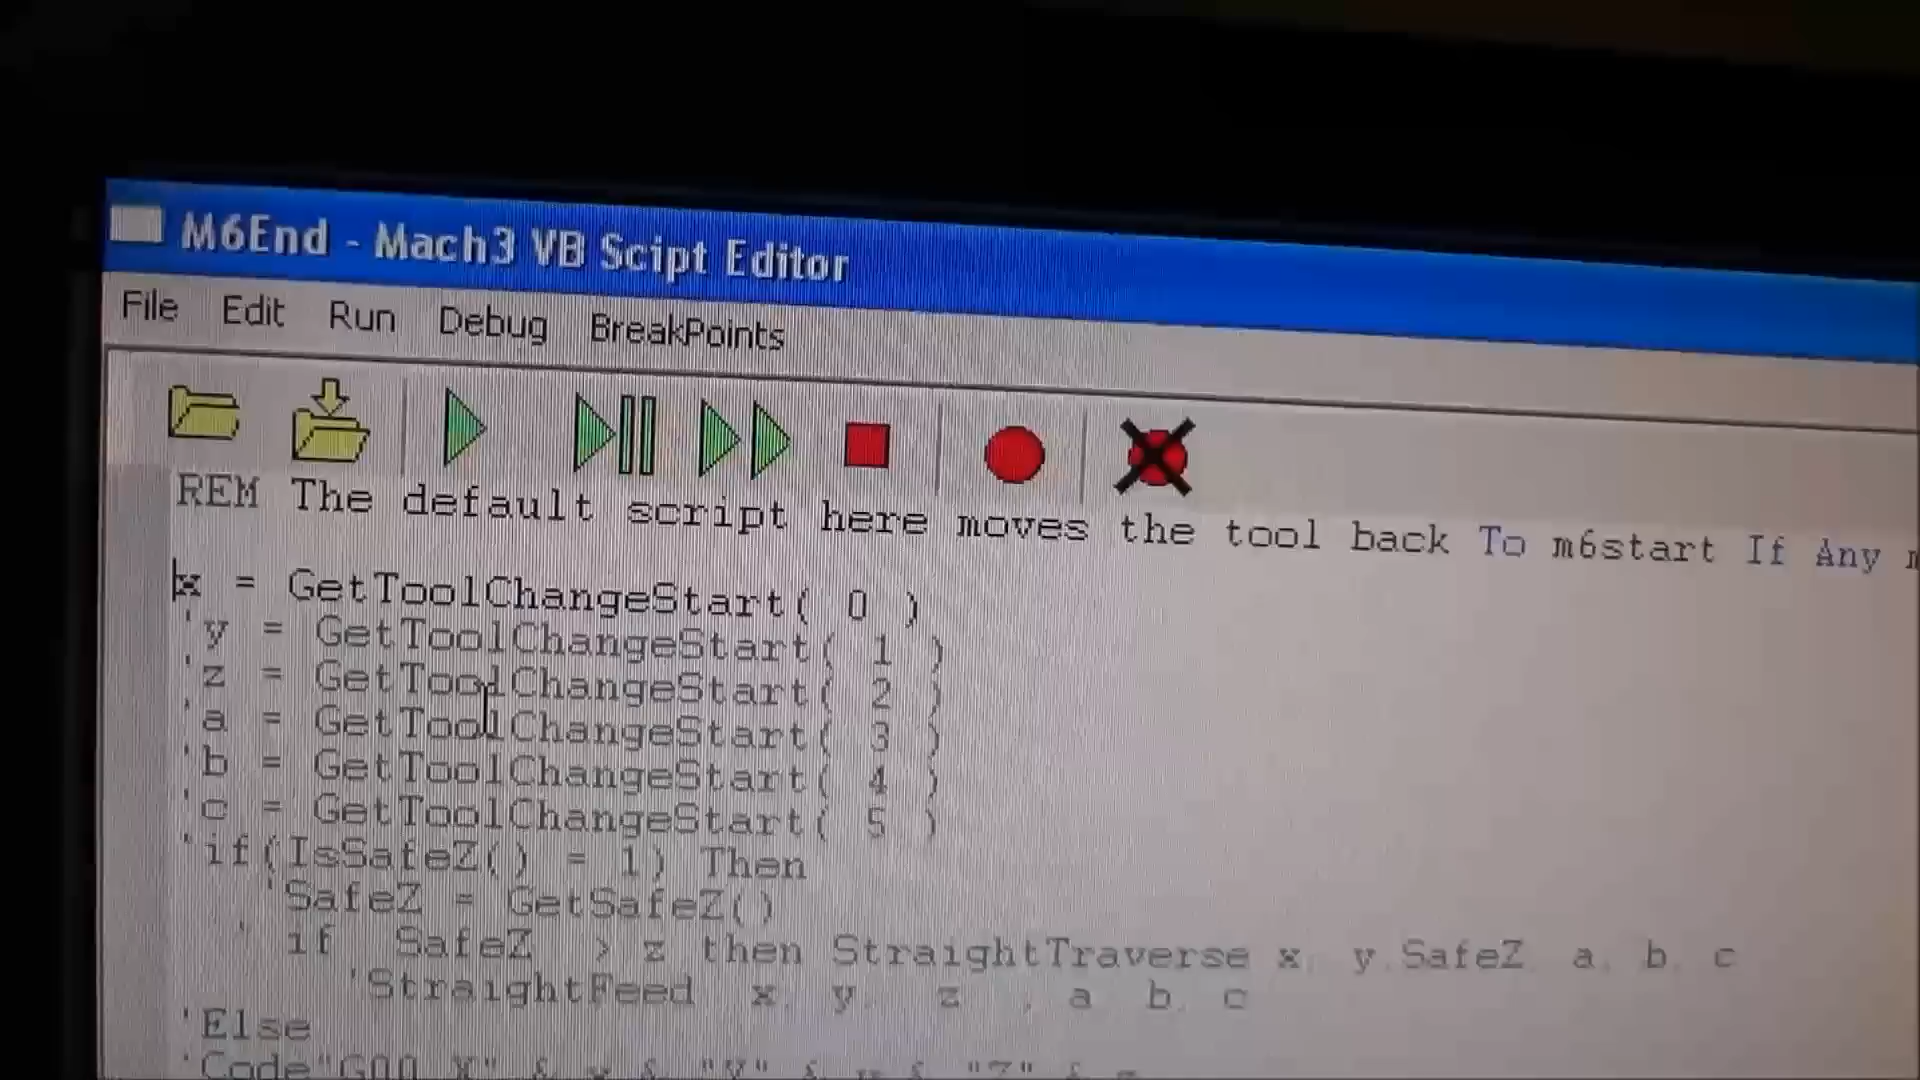 M6End - Mach3 VB Scipt Editor
File Edit Run Debug BreakPoints
REM The default script here moves the tool back To m6start If Any
x = GetToolChangeStart( 0 )
'y = GetToolChangeStart( 1 )
'z = GetToolChangeStart( 2 )
'a = GetToolChangeStart( 3 )
'b = GetToolChangeStart( 4 )
'c = GetToolChangeStart( 5 )
'if(IsSafeZ() = 1) Then
'SafeZ = GetSafeZ()
' if SafeZ > z then StraightTraverse x, y,SafeZ, a, b, c
'StraightFeed x, y, z , a, b, c
'Else
'Code"G00 X" & x & "Y" & y & "Z" & z